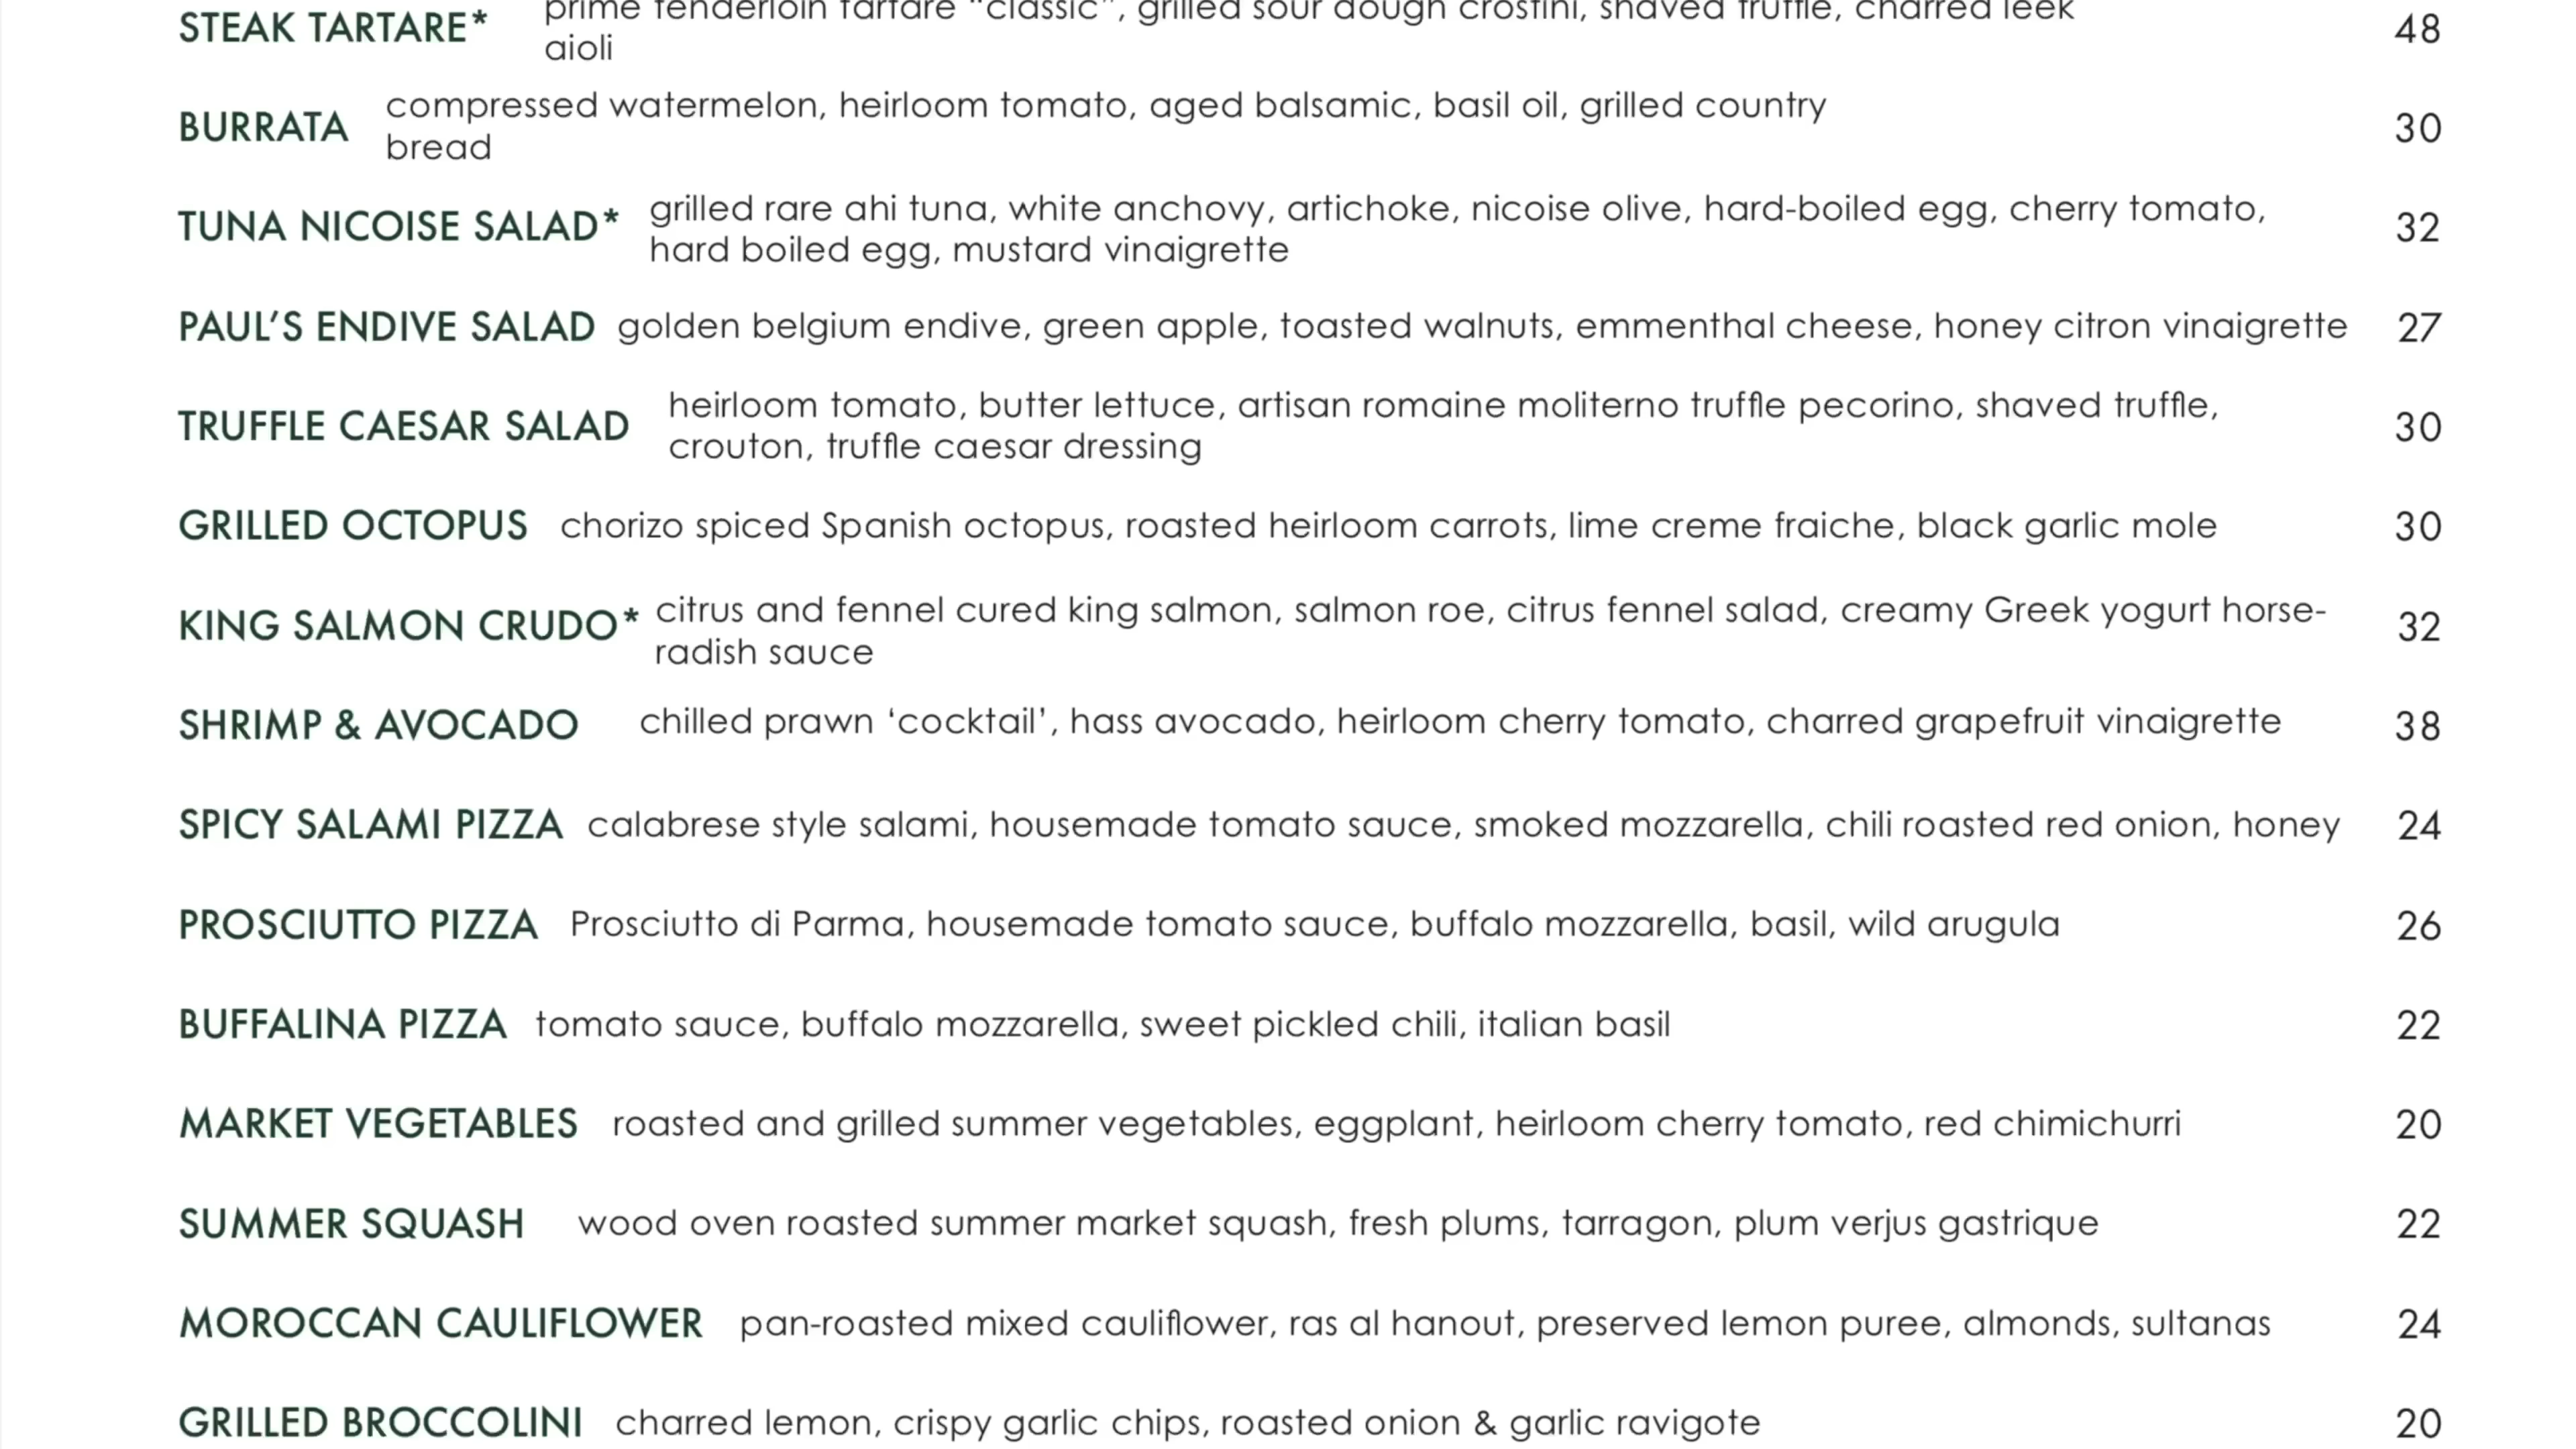 STEAK TARTARE* prime tenderloin tartare "classic", grilled sour dough crostini, shaved truffle, charred leek 48
aioli
BURRATA compressed watermelon, heirloom tomato, aged balsamic, basil oil, grilled country 30
bread
TUNA NICOISE SALAD* grilled rare ahi tuna, white anchovy, artichoke, nicoise olive, hard-boiled egg, cherry tomato, 32
hard boiled egg, mustard vinaigrette
PAUL'S ENDIVE SALAD golden belgium endive, green apple, toasted walnuts, emmenthal cheese, honey citron vinaigrette 27
TRUFFLE CAESAR SALAD heirloom tomato, butter lettuce, artisan romaine moliterno truffle pecorino, shaved truffle, 30
crouton, truffle caesar dressing
GRILLED OCTOPUS chorizo spiced Spanish octopus, roasted heirloom carrots, lime creme fraiche, black garlic mole 30
KING SALMON CRUDO* citrus and fennel cured king salmon, salmon roe, citrus fennel salad, creamy Greek yogurt horse- 32
radish sauce
SHRIMP & AVOCADO chilled prawn 'cocktail', hass avocado, heirloom cherry tomato, charred grapefruit vinaigrette 38
SPICY SALAMI PIZZA calabrese style salami, housemade tomato sauce, smoked mozzarella, chili roasted red onion, honey 24
PROSCIUTTO PIZZA Prosciutto di Parma, housemade tomato sauce, buffalo mozzarella, basil, wild arugula 26
BUFFALINA PIZZA tomato sauce, buffalo mozzarella, sweet pickled chili, italian basil 22
MARKET VEGETABLES roasted and grilled summer vegetables, eggplant, heirloom cherry tomato, red chimichurri 20
SUMMER SQUASH wood oven roasted summer market squash, fresh plums, tarragon, plum verjus gastrique 22
MOROCCAN CAULIFLOWER pan-roasted mixed cauliflower, ras al hanout, preserved lemon puree, almonds, sultanas 24
GRILLED BROCCOLINI charred lemon, crispy garlic chips, roasted onion & garlic ravigote 20